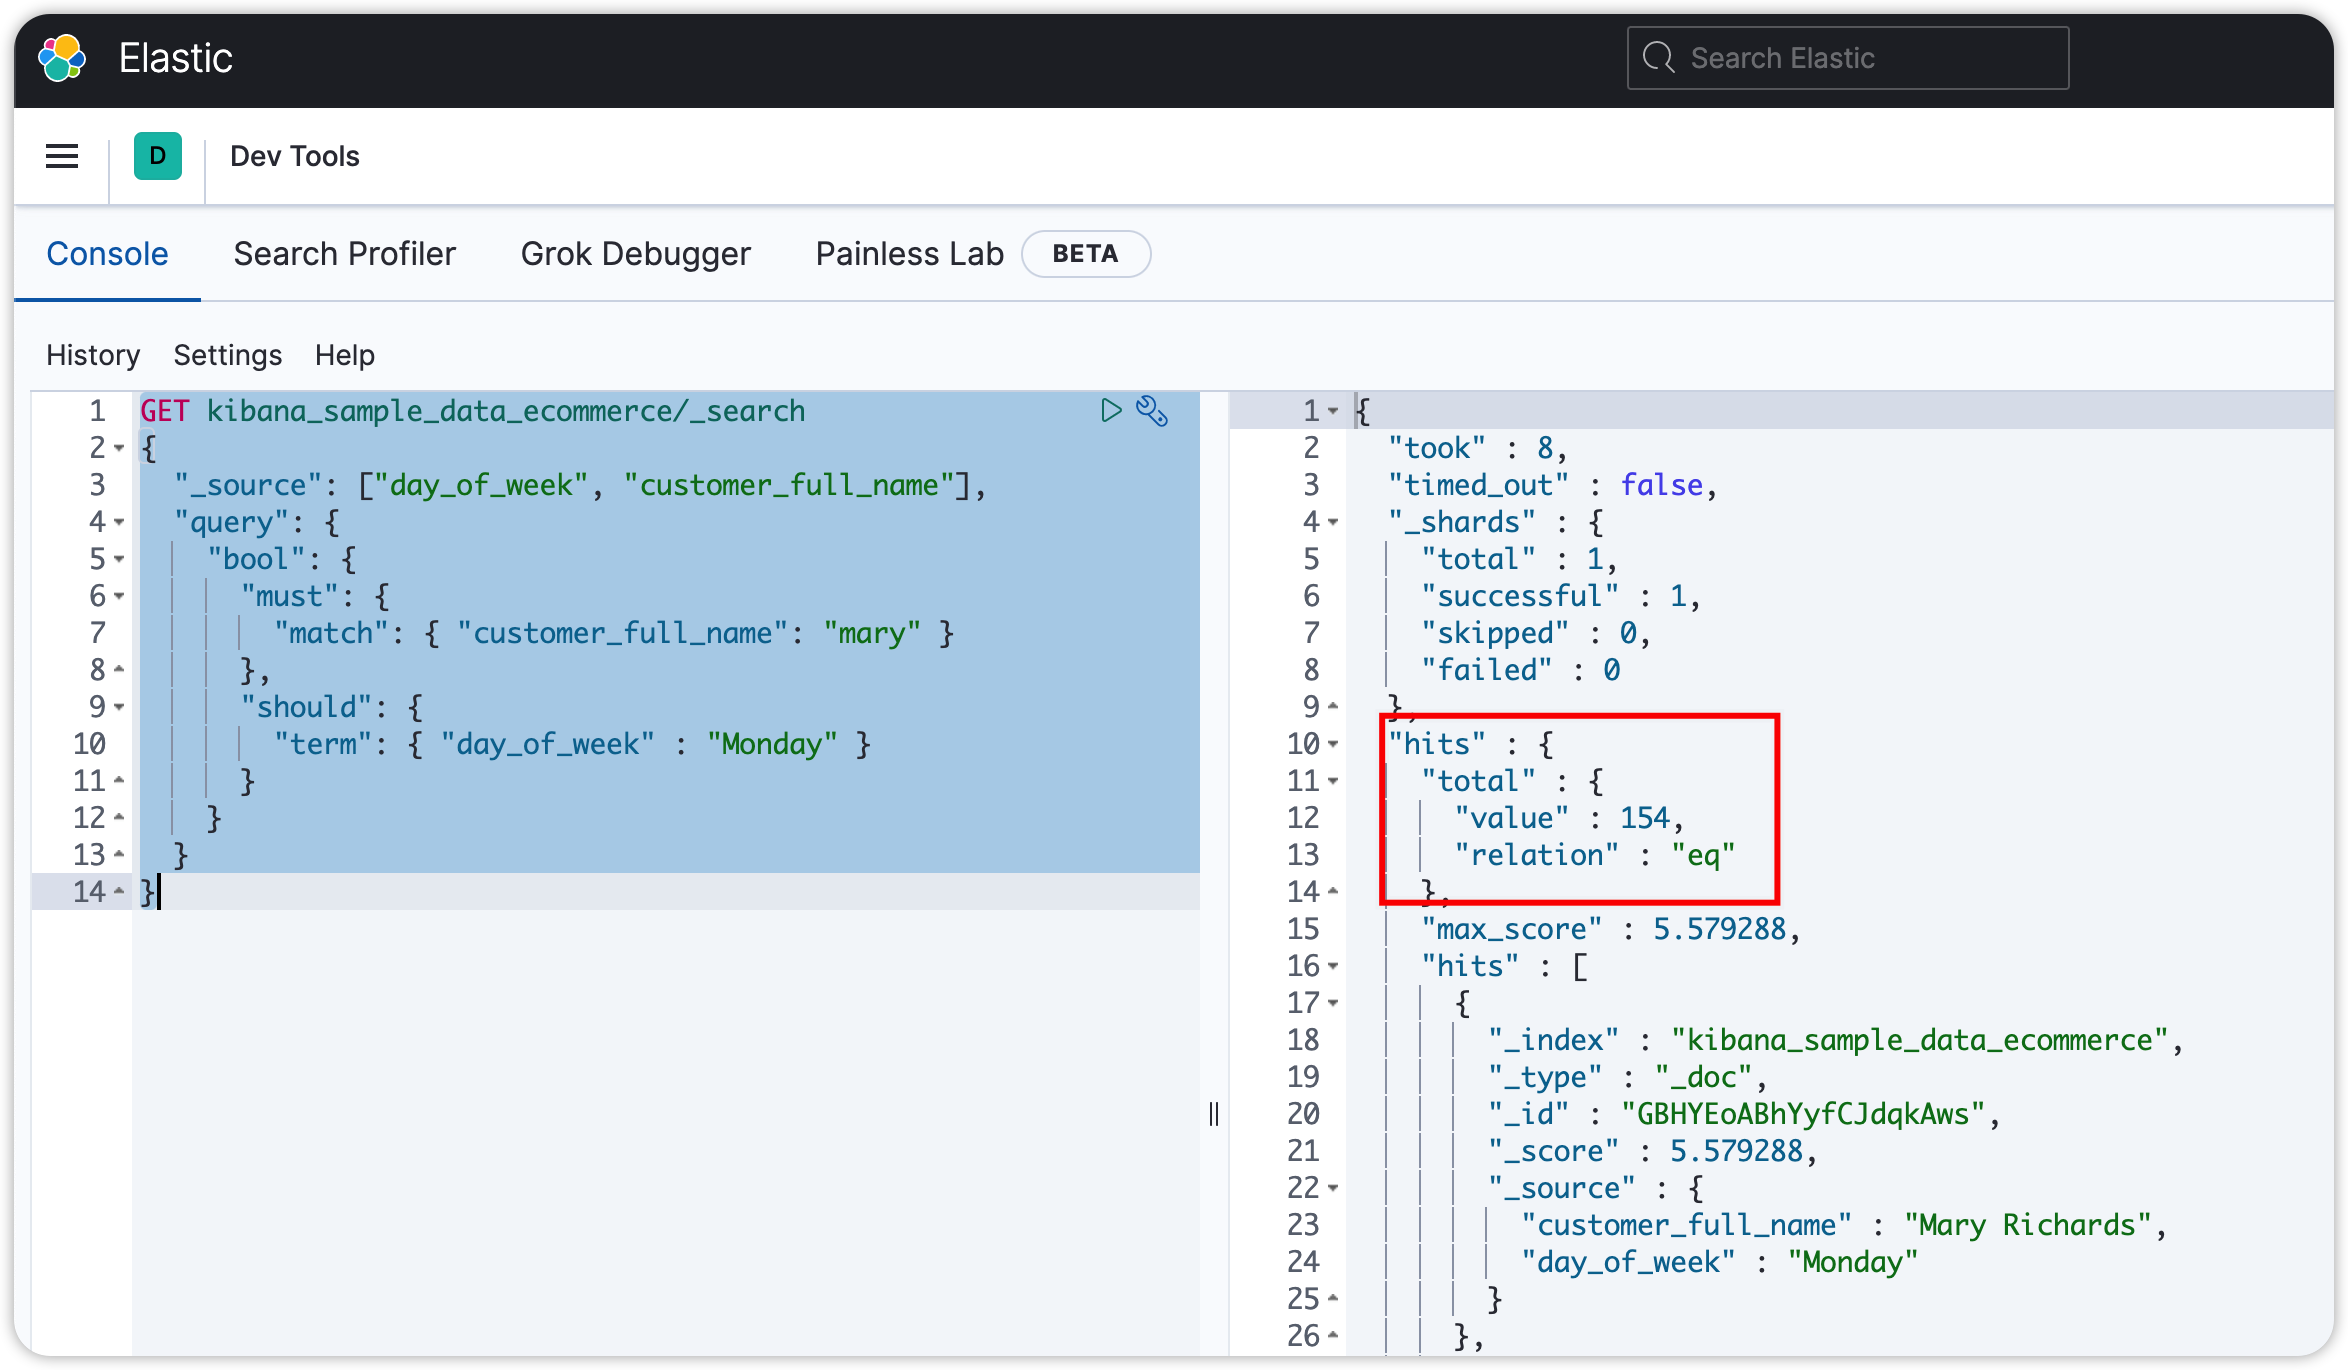 Elastic
Search Elastic
D
Dev Tools
Console Search Profiler Grok Debugger Painless Lab BETA
History Settings Help
1 GET kibana_sample_data_ecommerce/_search
2 {
3 "_source": ["day_of_week", "customer_full_name"],
4 "query": {
5 "bool": {
6 "must": {
7 "match": { "customer_full_name": "mary" }
8 },
9 "should": {
10 "term": { "day_of_week" : "Monday" }
11 }
12 }
13 }
14 }
1 {
2 "took" : 8,
3 "timed_out" : false,
4 "_shards" : {
5 "total" : 1,
6 "successful" : 1,
7 "skipped" : 0,
8 "failed" : 0
9 },
10 "hits" : {
11 "total" : {
12 "value" : 154,
13 "relation" : "eq"
14 },
15 "max_score" : 5.579288,
16 "hits" : [
17 {
18 "_index" : "kibana_sample_data_ecommerce",
19 "_type" : "_doc",
20 "_id" : "GBHYEoABhYyfCJdqkAws",
21 "_score" : 5.579288,
22 "_source" : {
23 "customer_full_name" : "Mary Richards",
24 "day_of_week" : "Monday"
25 }
26 },